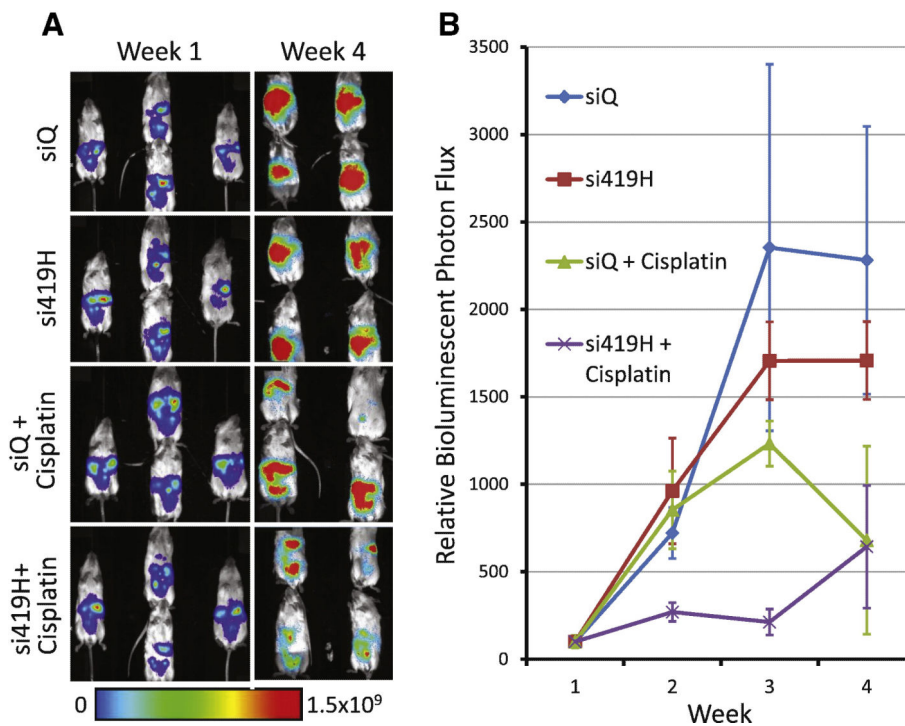 A
Week 1
Week 4
siQ
si419H
siQ +
Cisplatin
si419H+
Cisplatin
0
1.5x10⁹
B
Relative Bioluminescent Photon Flux
3500
3000
2500
2000
1500
1000
500
0
siQ
si419H
siQ + Cisplatin
si419H +
Cisplatin
1
2
3
4
Week